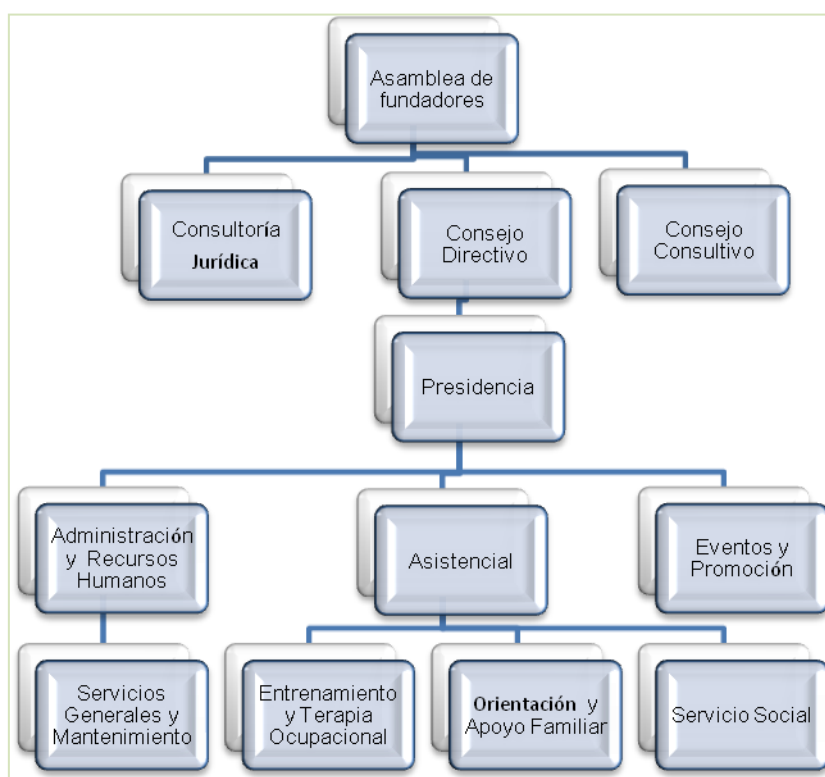 Asamblea de
fundadores
Consultoría
Jurídica
Consejo
Directivo
Consejo
Consultivo
Presidencia
Administración
y Recursos
Humanos
Asistencial
Eventos y
Promoción
Servicios
Generales y
Mantenimiento
Entrenamiento
y Terapia
Ocupacional
Orientación y
Apoyo Familiar
Servicio Social